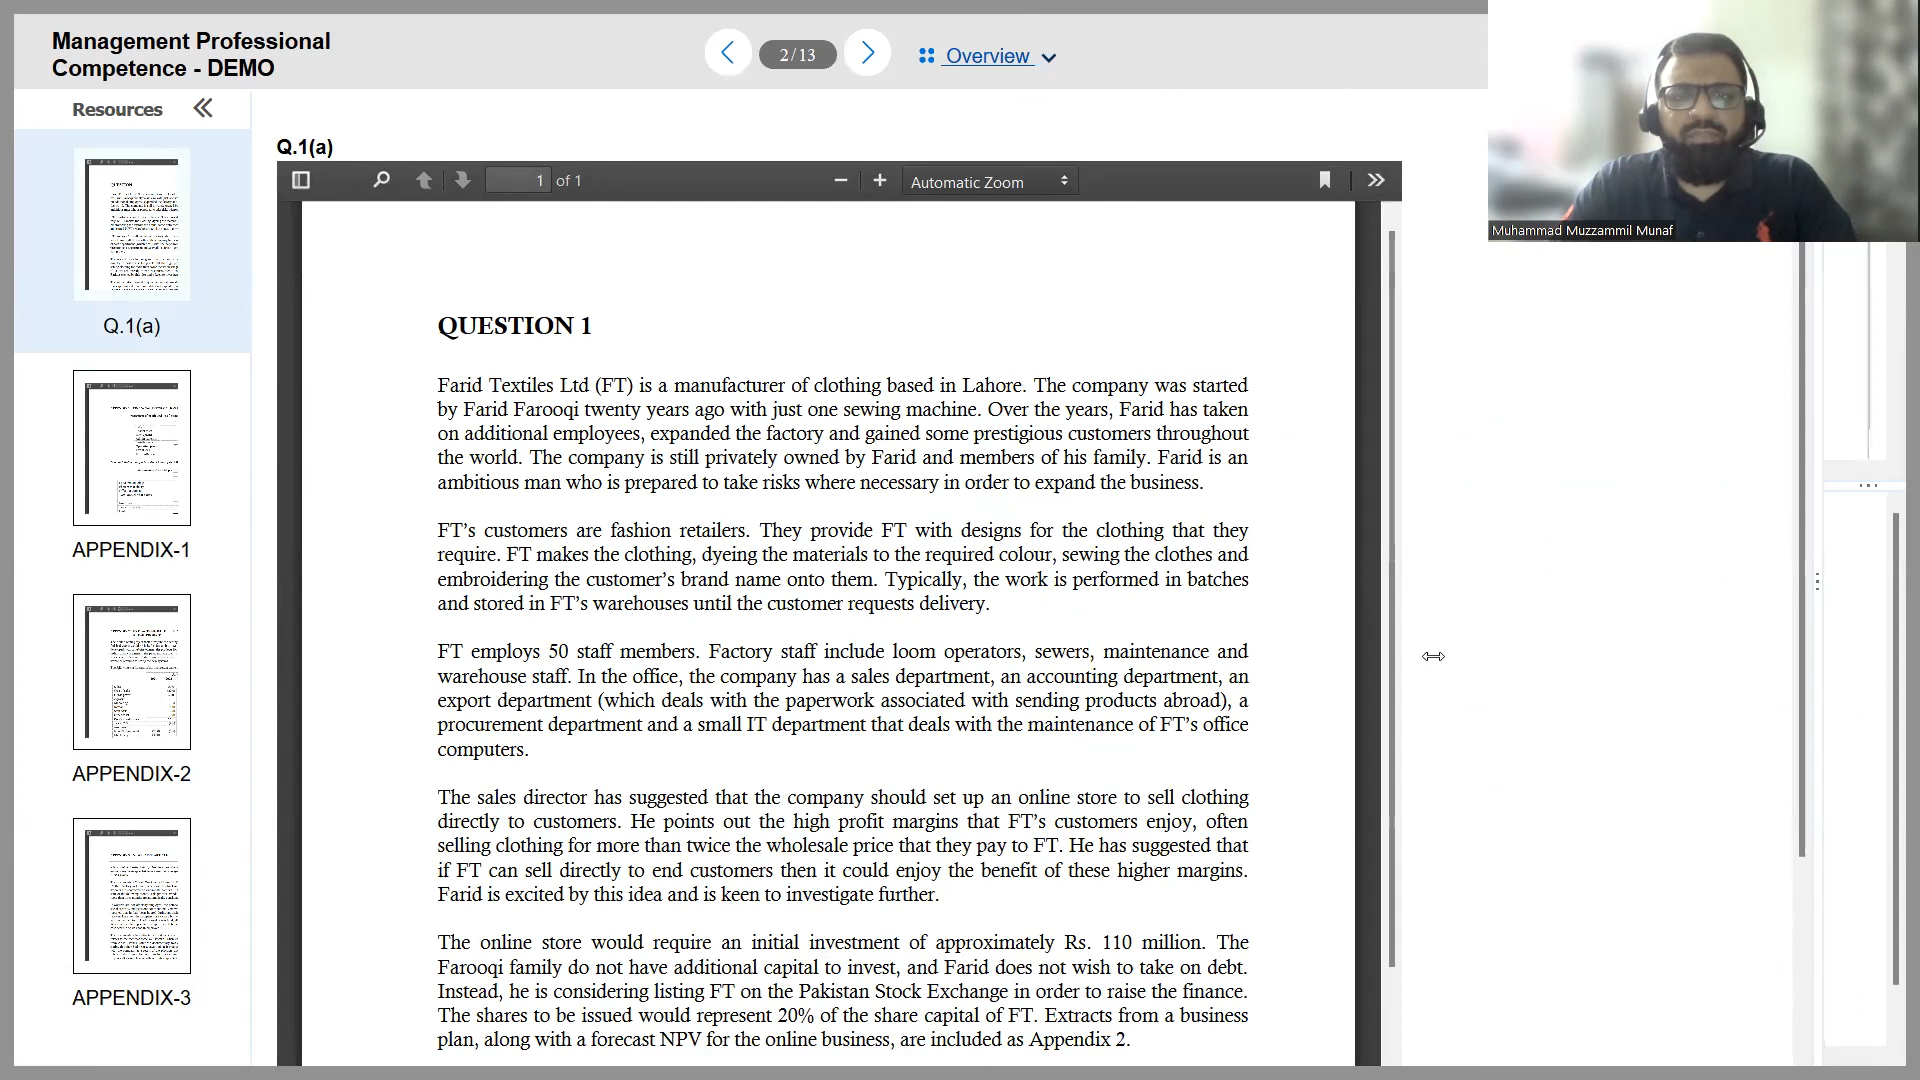 Management Professional
Competence - DEMO
2/13
Overview
Resources
Q.1(a)
APPENDIX-1
APPENDIX-2
APPENDIX-3
Q.1(a)
1 of 1
Automatic Zoom
QUESTION 1
Farid Textiles Ltd (FT) is a manufacturer of clothing based in Lahore. The company was started
by Farid Farooqi twenty years ago with just one sewing machine. Over the years, Farid has taken
on additional employees, expanded the factory and gained some prestigious customers throughout
the world. The company is still privately owned by Farid and members of his family. Farid is an
ambitious man who is prepared to take risks where necessary in order to expand the business.
FT’s customers are fashion retailers. They provide FT with designs for the clothing that they
require. FT makes the clothing, dyeing the materials to the required colour, sewing the clothes and
embroidering the customer’s brand name onto them. Typically, the work is performed in batches
and stored in FT’s warehouses until the customer requests delivery.
FT employs 50 staff members. Factory staff include loom operators, sewers, maintenance and
warehouse staff. In the office, the company has a sales department, an accounting department, an
export department (which deals with the paperwork associated with sending products abroad), a
procurement department and a small IT department that deals with the maintenance of FT’s office
computers.
The sales director has suggested that the company should set up an online store to sell clothing
directly to customers. He points out the high profit margins that FT’s customers enjoy, often
selling clothing for more than twice the wholesale price that they pay to FT. He has suggested that
if FT can sell directly to end customers then it could enjoy the benefit of these higher margins.
Farid is excited by this idea and is keen to investigate further.
The online store would require an initial investment of approximately Rs. 110 million. The
Farooqi family do not have additional capital to invest, and Farid does not wish to take on debt.
Instead, he is considering listing FT on the Pakistan Stock Exchange in order to raise the finance.
The shares to be issued would represent 20% of the share capital of FT. Extracts from a business
plan, along with a forecast NPV for the online business, are included as Appendix 2.
Muhammad Muzzammil Munaf